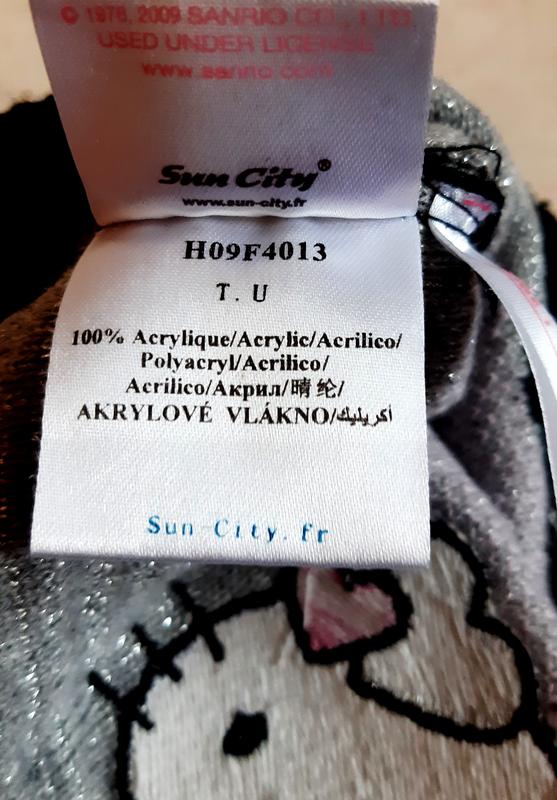 © 1976, 2009 SANRIO CO., LTD.
USED UNDER LICENSE
www.sanrio.com
Sun City®
www.sun-city.fr
H09F4013
T. U
100% Acrylique/Acrylic/Acrilico/
Polyacryl/Acrilico/
Acrilico/Акрил/晴纶/
AKRYLOVÉ VLÁKNO/أكريليك
Sun-City.fr